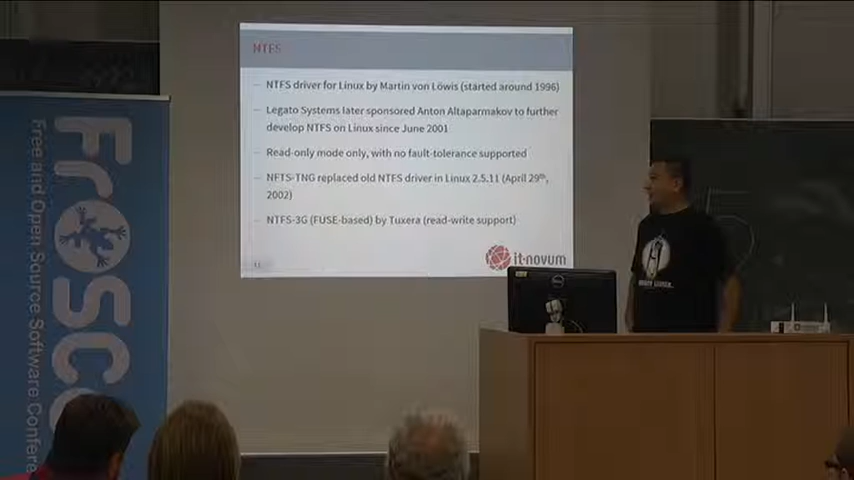 NTFS
– NTFS driver for Linux by Martin von Löwis (started around 1996)
– Legato Systems later sponsored Anton Altaparmakov to further
develop NTFS on Linux since June 2001
– Read-only mode only, with no fault-tolerance supported
– NFTS-TNG replaced old NTFS driver in Linux 2.5.11 (April 29th,
2002)
– NTFS-3G (FUSE-based) by Tuxera (read-write support)
it-novum
FrOSCo
Free and Open Source Software Confere